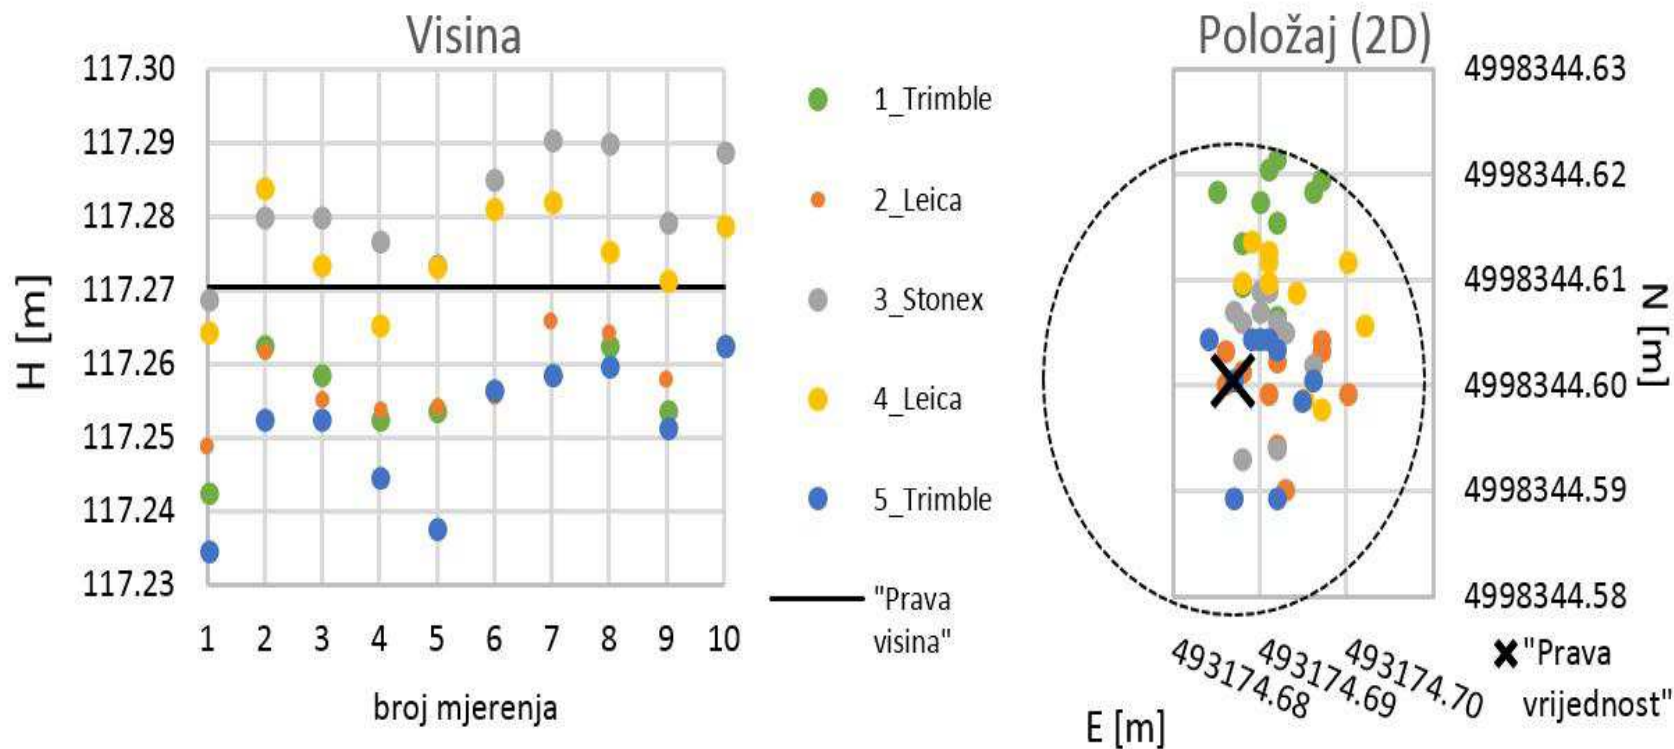 Visina
117.30
117.29
117.28
117.27
117.26
117.25
117.24
117.23
H [m]
1 2 3 4 5 6 7 8 9 10
broj mjerenja
1_Trimble
2_Leica
3_Stonex
4_Leica
5_Trimble
"Prava
visina"
Položaj (2D)
4998344.63
4998344.62
4998344.61
4998344.60
4998344.59
4998344.58
N [m]
493174.68
493174.69
493174.70
E [m]
"Prava
vrijednost"